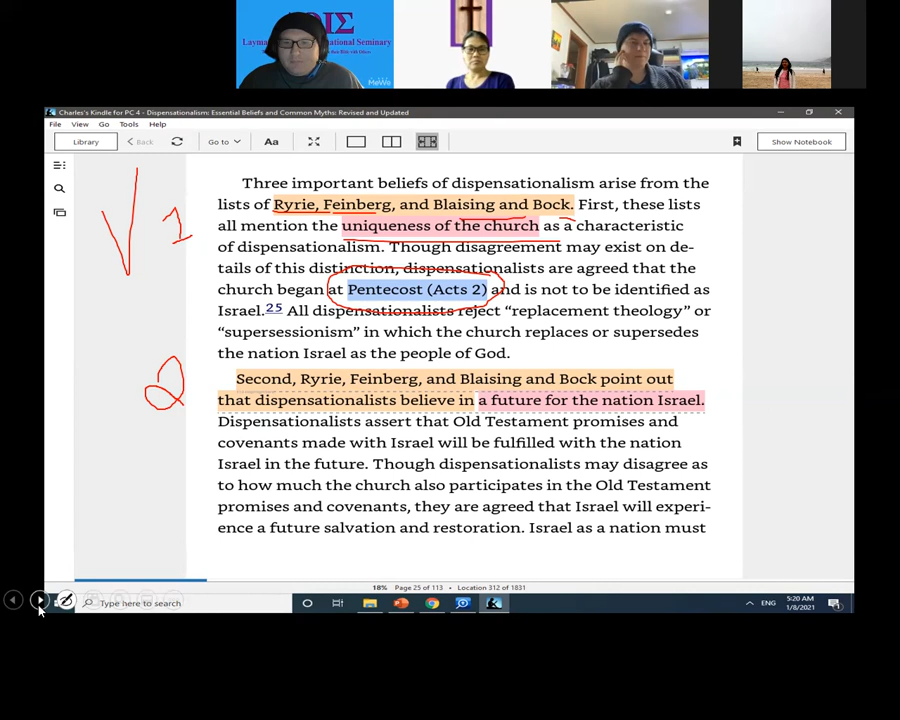 Layman
national Seminary
MeWe
Charles's Kindle for PC 4 - Dispensationalism: Essential Beliefs and Common Myths: Revised and Updated
File View Go Tools Help
Library Back Go to Aa Show Notebook
Three important beliefs of dispensationalism arise from the
lists of Ryrie, Feinberg, and Blaising and Bock. First, these lists
all mention the uniqueness of the church as a characteristic
of dispensationalism. Though disagreement may exist on de-
tails of this distinction, dispensationalists are agreed that the
church began at Pentecost (Acts 2) and is not to be identified as
Israel.25 All dispensationalists reject “replacement theology” or
“supersessionism” in which the church replaces or supersedes
the nation Israel as the people of God.
Second, Ryrie, Feinberg, and Blaising and Bock point out
that dispensationalists believe in a future for the nation Israel.
Dispensationalists assert that Old Testament promises and
covenants made with Israel will be fulfilled with the nation
Israel in the future. Though dispensationalists may disagree as
to how much the church also participates in the Old Testament
promises and covenants, they are agreed that Israel will experi-
ence a future salvation and restoration. Israel as a nation must
1
2
18% Page 25 of 113 Location 312 of 1831
Type here to search
ENG
5:20 AM
1/8/2021